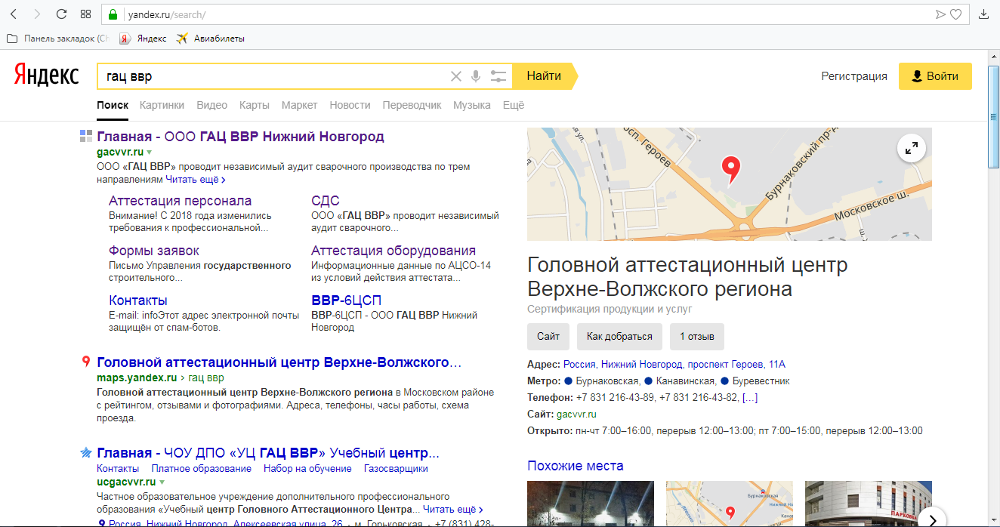 yandex.ru/search/
Панель закладок (Ch
Яндекс
Авиабилеты
Яндекс
гац ввр
Найти
Регистрация
Войти
Поиск Картинки Видео Карты Маркет Новости Переводчик Музыка Ещё
Главная - ООО ГАЦ ВВР Нижний Новгород
gacvvr.ru
ООО «ГАЦ ВВР» проводит независимый аудит сварочного производства по трем
направлениям Читать ещё >
Аттестация персонала
Внимание! С 2018 года изменились
требования к профессиональной...
СДС
ООО «ГАЦ ВВР» проводит независимый
аудит сварочного...
Формы заявок
Письмо Управления государственного
строительного...
Аттестация оборудования
Информационные данные по АЦСО-14
из условий действия аттестата...
Контакты
E-mail: infoЭтот адрес электронной почты
защищён от спам-ботов.
ВВР-6ЦСП
ВВР-6ЦСП - ООО ГАЦ ВВР Нижний
Новгород
Головной аттестационный центр Верхне-Волжского...
maps.yandex.ru > гац ввр
Головной аттестационный центр Верхне-Волжского региона в Московском районе
с рейтингом, отзывами и фотографиями. Адреса, телефоны, часы работы, схема
проезда.
Главная - ЧОУ ДПО «УЦ ГАЦ ВВР» Учебный центр...
Контакты Платное образование Набор на обучение Газосварщики
ucgacvvr.ru
Частное образовательное учреждение дополнительного профессионального
образования «Учебный центр Головного Аттестационного Центра... Читать ещё >
Россия, Нижний Новгород, Алексеевская улица, 26 · м. Горьковская · +7 (831) 428-
осп. Героев
Бурнаковский пр-д
Московское ш.
ул.
ш.
Головной аттестационный центр
Верхне-Волжского региона
Сертификация продукции и услуг
Сайт
Как добраться
1 отзыв
Адрес: Россия, Нижний Новгород, проспект Героев, 11А
Метро: Бурнаковская, Канавинская, Буревестник
Телефон: +7 831 216-43-89, +7 831 216-43-82, [...]
Сайт: gacvvr.ru
Открыто: пн-чт 7:00–16:00, перерыв 12:00–13:00; пт 7:00–15:00, перерыв 12:00–13:00
Похожие места
Бурнаковская
ПАРКОВКА